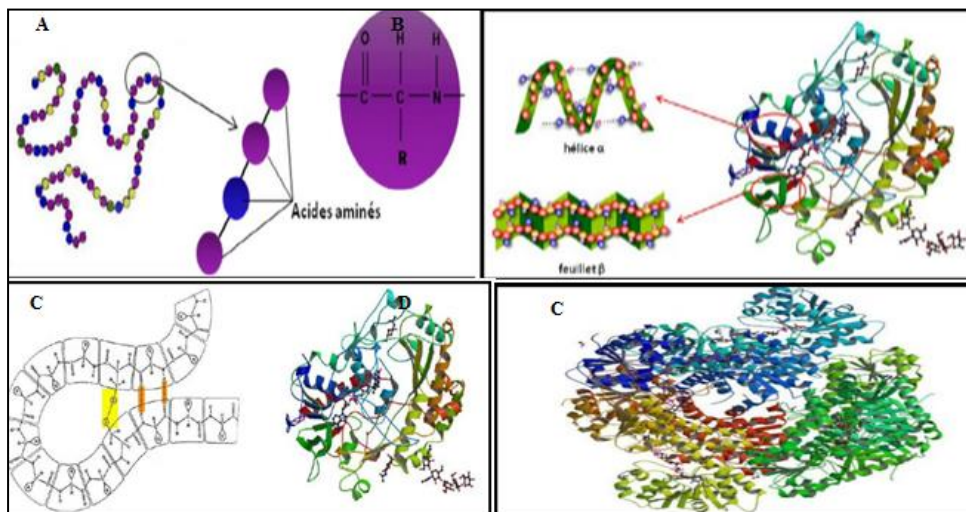 A
B
O H H
C C N
R
Acides aminés
hélice α
feuillet β
C
D
C